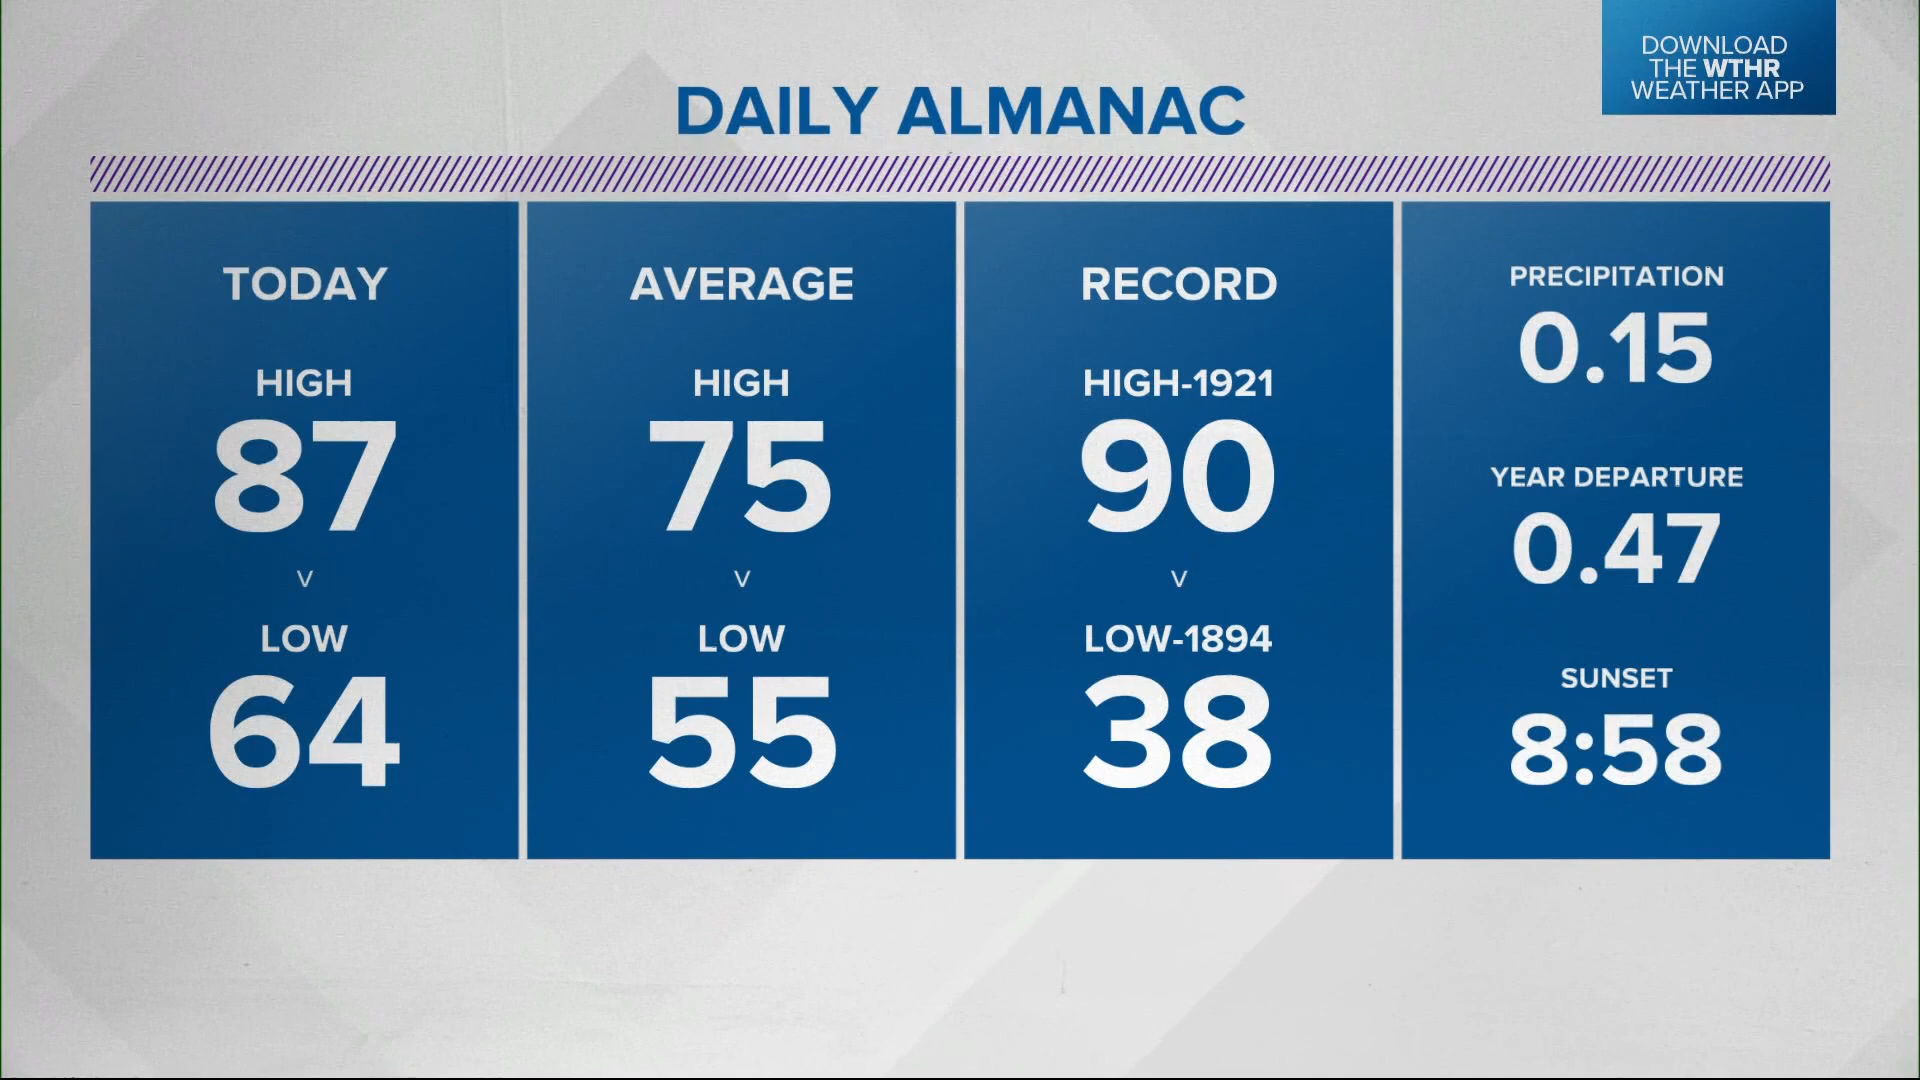 DOWNLOAD
THE WTHR
WEATHER APP
DAILY ALMANAC
TODAY
HIGH
87
v
LOW
64
AVERAGE
HIGH
75
v
LOW
55
RECORD
HIGH-1921
90
v
LOW-1894
38
PRECIPITATION
0.15
YEAR DEPARTURE
0.47
SUNSET
8:58